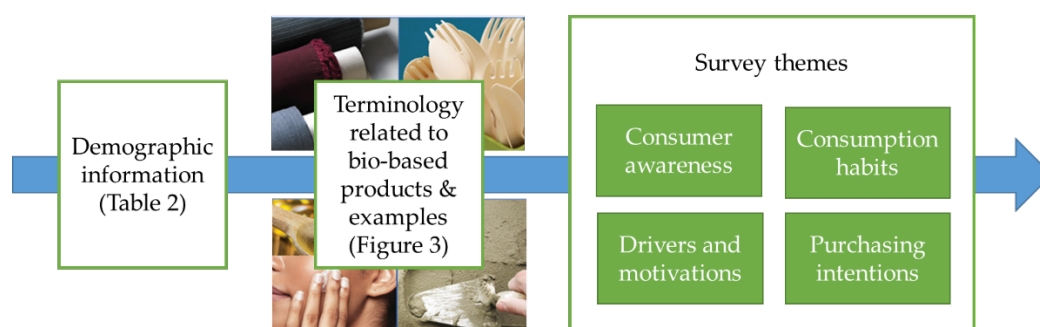 Demographic
information
(Table 2)
Terminology
related to
bio-based
products &
examples
(Figure 3)
Survey themes
Consumer
awareness
Consumption
habits
Drivers and
motivations
Purchasing
intentions